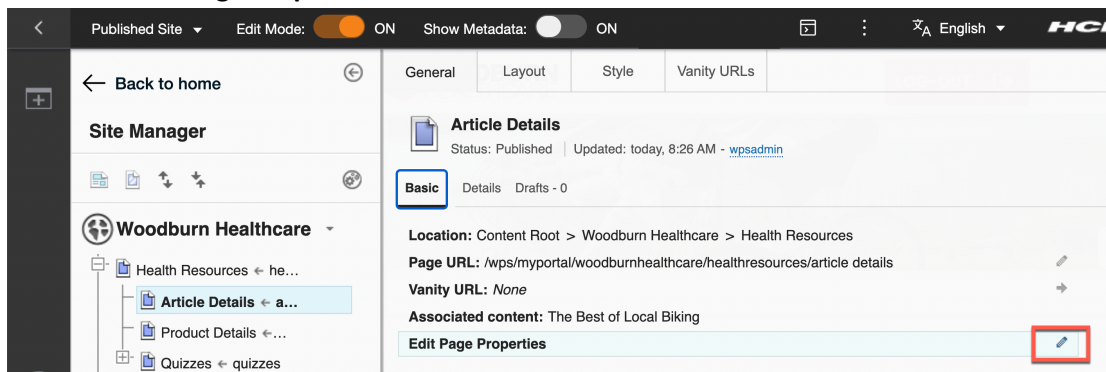 Published Site Edit Mode: ON Show Metadata: ON English HCL
Back to home
Site Manager
Woodburn Healthcare
Health Resources ← he...
Article Details ← a...
Product Details ←...
Quizzes ← quizzes
General Layout Style Vanity URLs
Article Details
Status: Published | Updated: today, 8:26 AM - wpsadmin
Basic Details Drafts - 0
Location: Content Root > Woodburn Healthcare > Health Resources
Page URL: /wps/myportal/woodburnhealthcare/healthresources/article details
Vanity URL: None
Associated content: The Best of Local Biking
Edit Page Properties